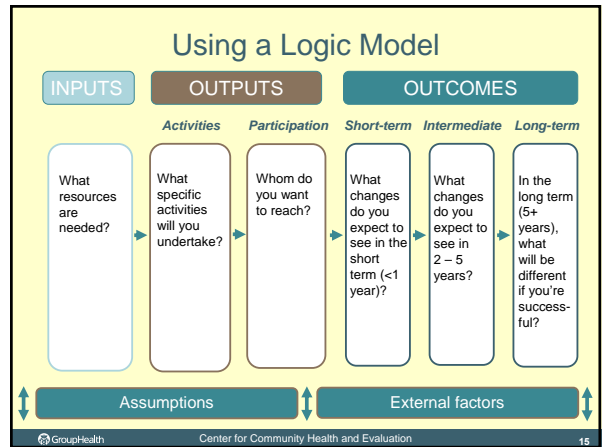 Using a Logic Model
INPUTS
OUTPUTS
OUTCOMES
Activities
Participation
Short-term
Intermediate
Long-term
What
resources
are
needed?
What
specific
activities
will you
undertake?
Whom do
you want
to reach?
What
changes
do you
expect to
see in the
short
term (<1
year)?
What
changes
do you
expect to
see in
2 – 5
years?
In the
long term
(5+
years),
what
will be
different
if you're
success-
ful?
Assumptions
External factors
GroupHealth
Center for Community Health and Evaluation
15